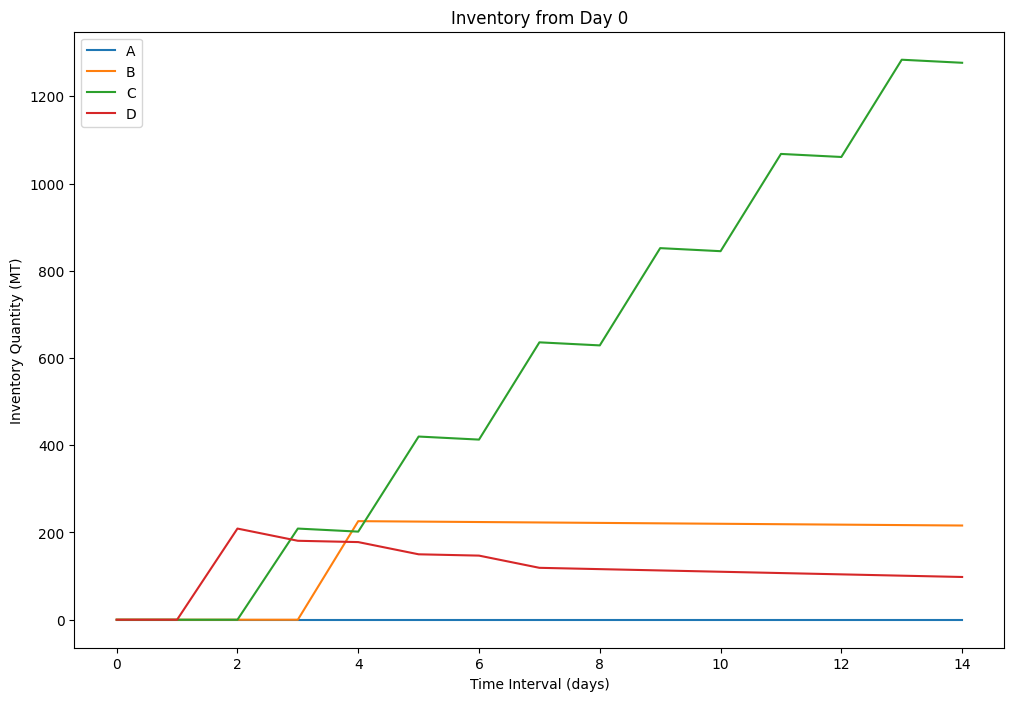 Inventory from Day 0
A
B
C
D
Inventory Quantity (MT)
1200
1000
800
600
400
200
0
0 2 4 6 8 10 12 14
Time Interval (days)